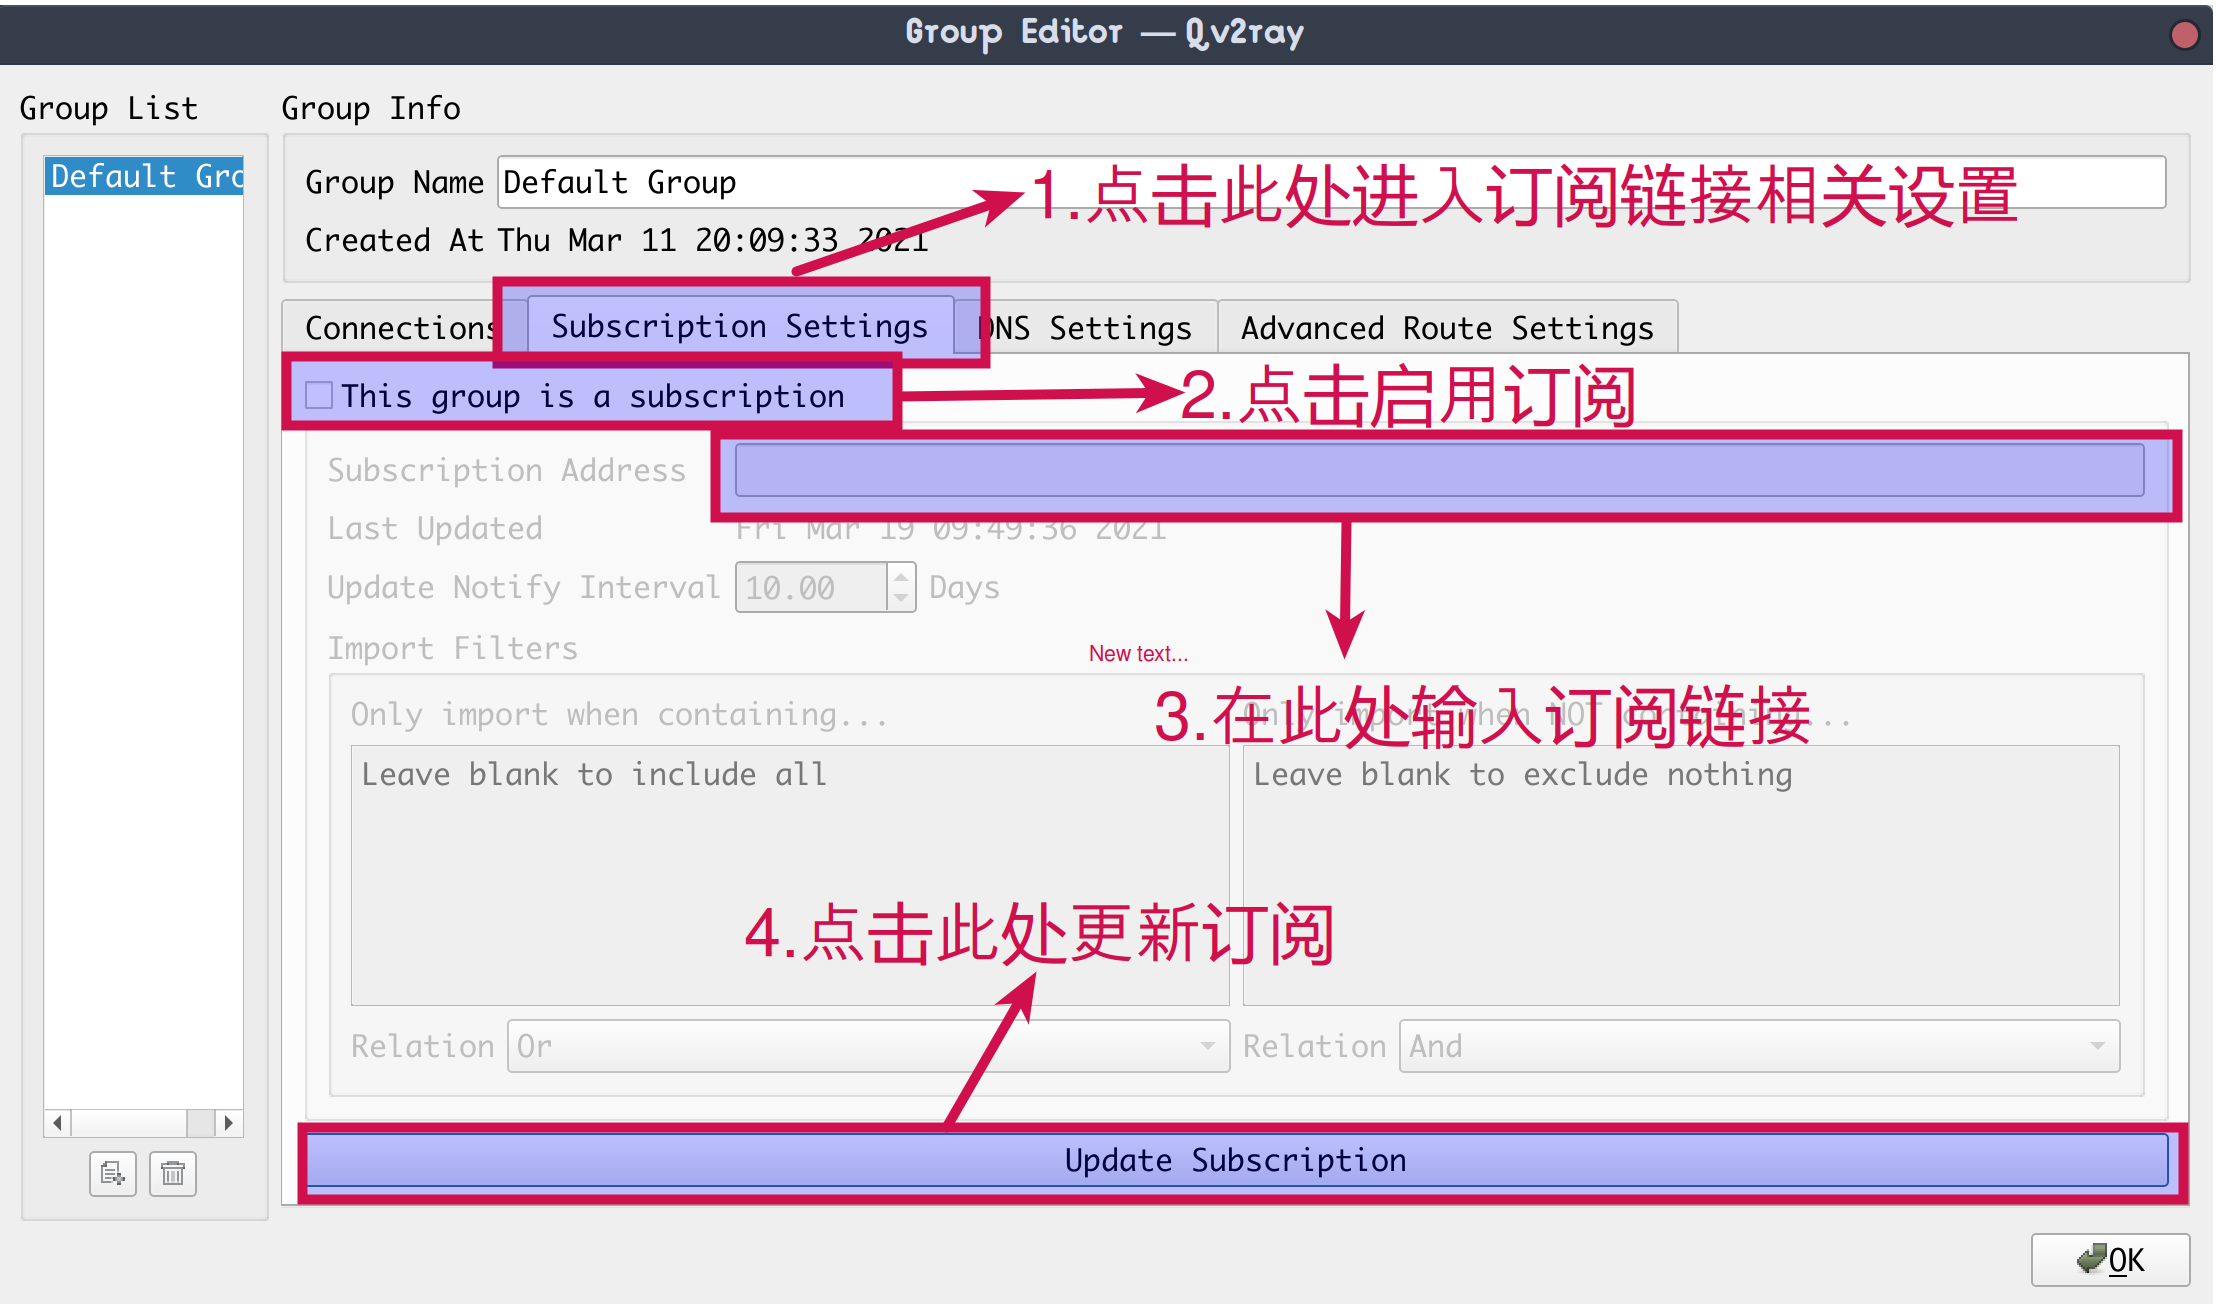 Group Editor — Qv2ray
Group List
Group Info
Default Gro
Group Name Default Group
1.点击此处进入订阅链接相关设置
Created At Thu Mar 11 20:09:33 2021
Connections
Subscription Settings
DNS Settings
Advanced Route Settings
This group is a subscription
2.点击启用订阅
Subscription Address
Last Updated Fri Mar 19 09:49:36 2021
Update Notify Interval 10.00 Days
Import Filters
New text...
3.在此处输入订阅链接
Only import when containing...
Only import when NOT containing...
Leave blank to include all
Leave blank to exclude nothing
4.点击此处更新订阅
Relation Or
Relation And
Update Subscription
OK